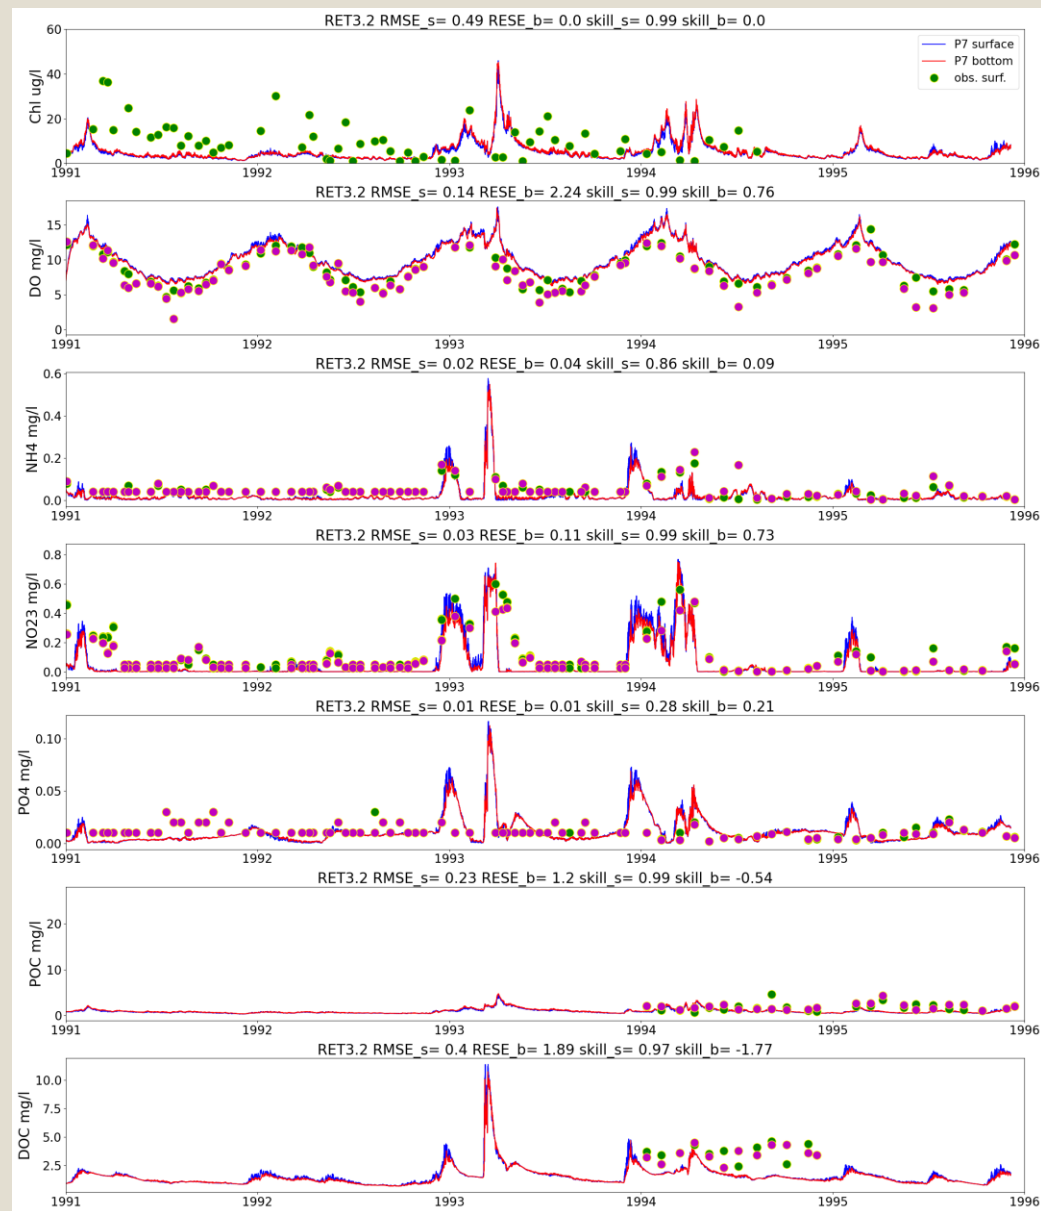 RET3.2 RMSE_s= 0.49 RESE_b= 0.0 skill_s= 0.99 skill_b= 0.0
Chl ug/l
60
40
20
0
P7 surface
P7 bottom
obs. surf.
1991 1992 1993 1994 1995 1996
RET3.2 RMSE_s= 0.14 RESE_b= 2.24 skill_s= 0.99 skill_b= 0.76
DO mg/l
15
10
5
0
1991 1992 1993 1994 1995 1996
RET3.2 RMSE_s= 0.02 RESE_b= 0.04 skill_s= 0.86 skill_b= 0.09
NH4 mg/l
0.6
0.4
0.2
0.0
1991 1992 1993 1994 1995 1996
RET3.2 RMSE_s= 0.03 RESE_b= 0.11 skill_s= 0.99 skill_b= 0.73
NO23 mg/l
0.8
0.6
0.4
0.2
0.0
1991 1992 1993 1994 1995 1996
RET3.2 RMSE_s= 0.01 RESE_b= 0.01 skill_s= 0.28 skill_b= 0.21
PO4 mg/l
0.10
0.05
0.00
1991 1992 1993 1994 1995 1996
RET3.2 RMSE_s= 0.23 RESE_b= 1.2 skill_s= 0.99 skill_b= -0.54
POC mg/l
20
10
0
1991 1992 1993 1994 1995 1996
RET3.2 RMSE_s= 0.4 RESE_b= 1.89 skill_s= 0.97 skill_b= -1.77
DOC mg/l
10.0
7.5
5.0
2.5
1991 1992 1993 1994 1995 1996